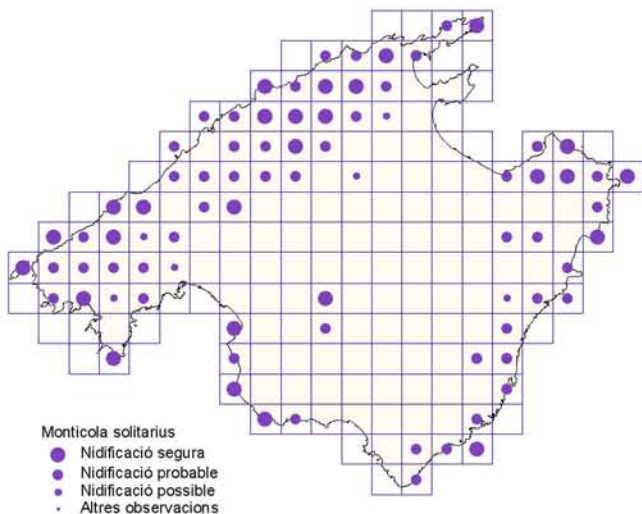 Monticola solitarius
Nidificació segura
Nidificació probable
Nidificació possible
Altres observacions